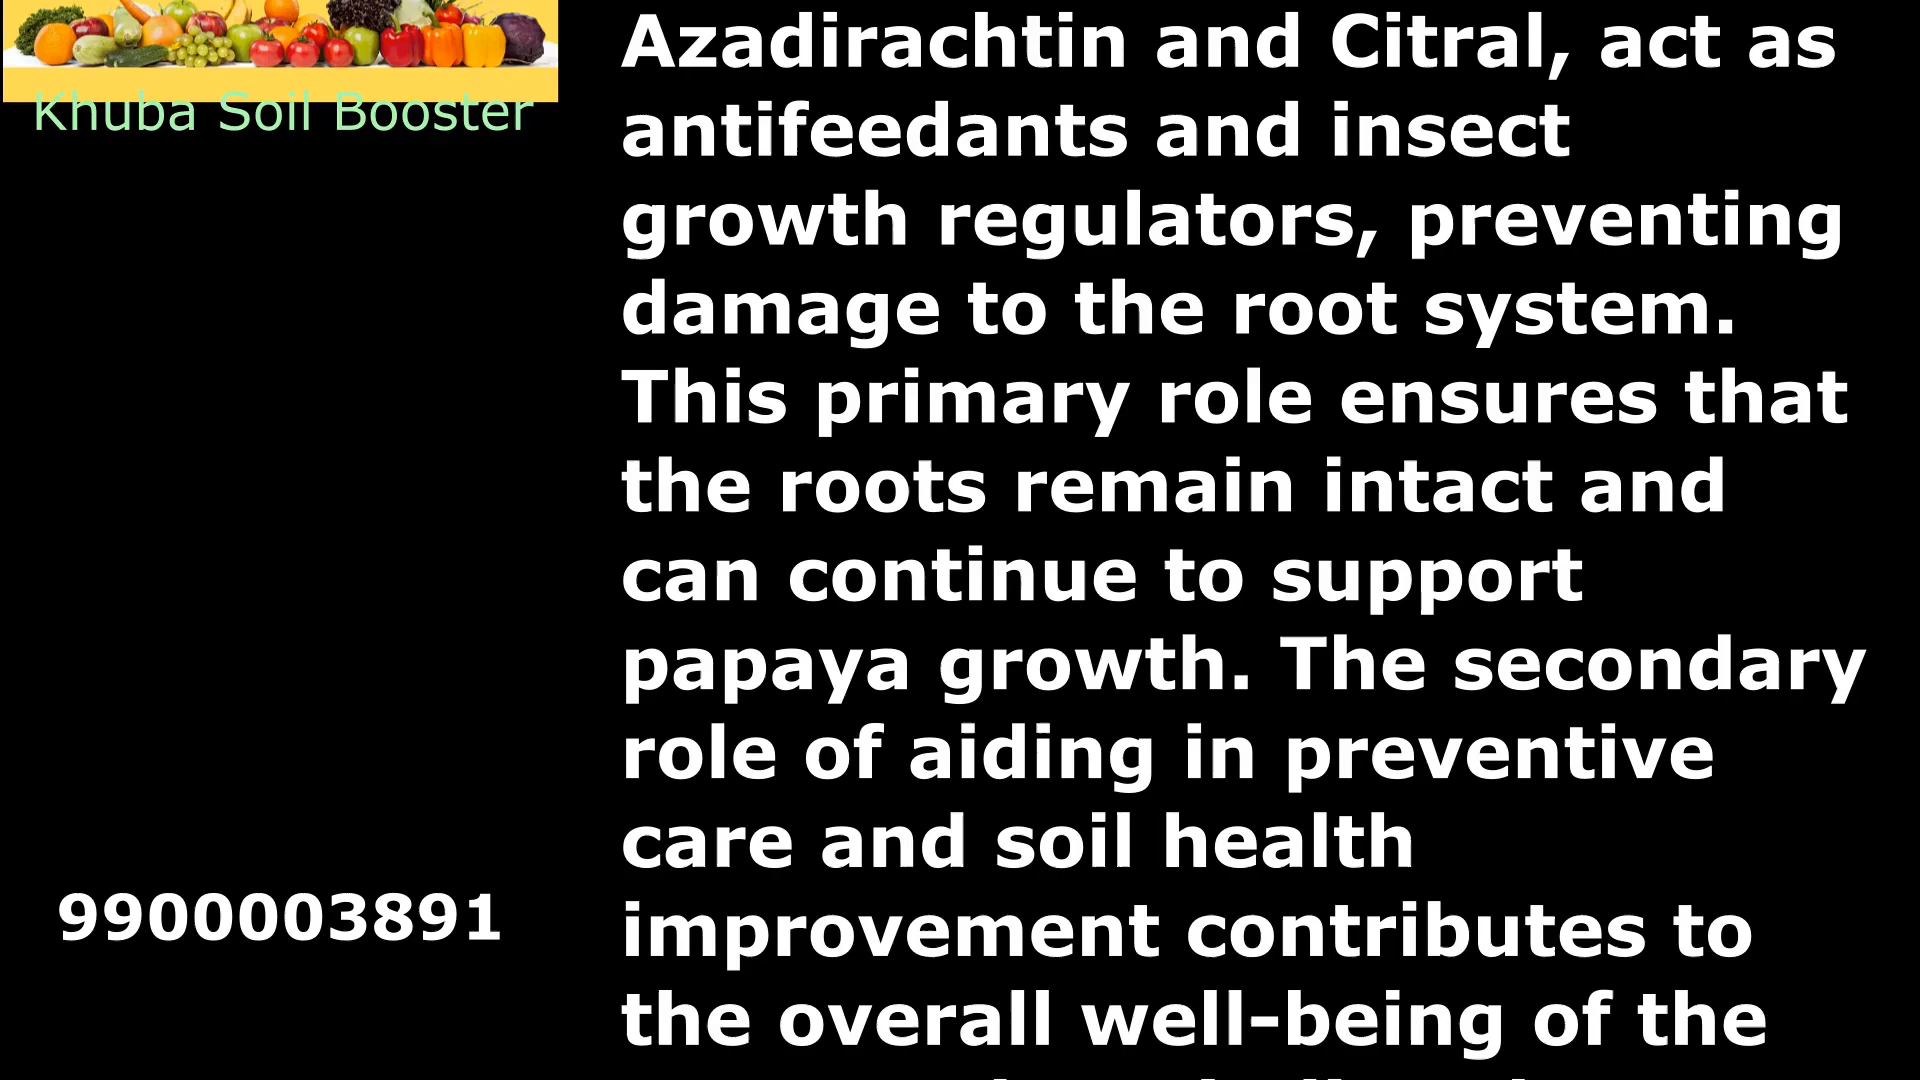 Khuba Soil Booster
9900003891
Azadirachtin and Citral, act as
antifeedants and insect
growth regulators, preventing
damage to the root system.
This primary role ensures that
the roots remain intact and
can continue to support
papaya growth. The secondary
role of aiding in preventive
care and soil health
improvement contributes to
the overall well-being of the